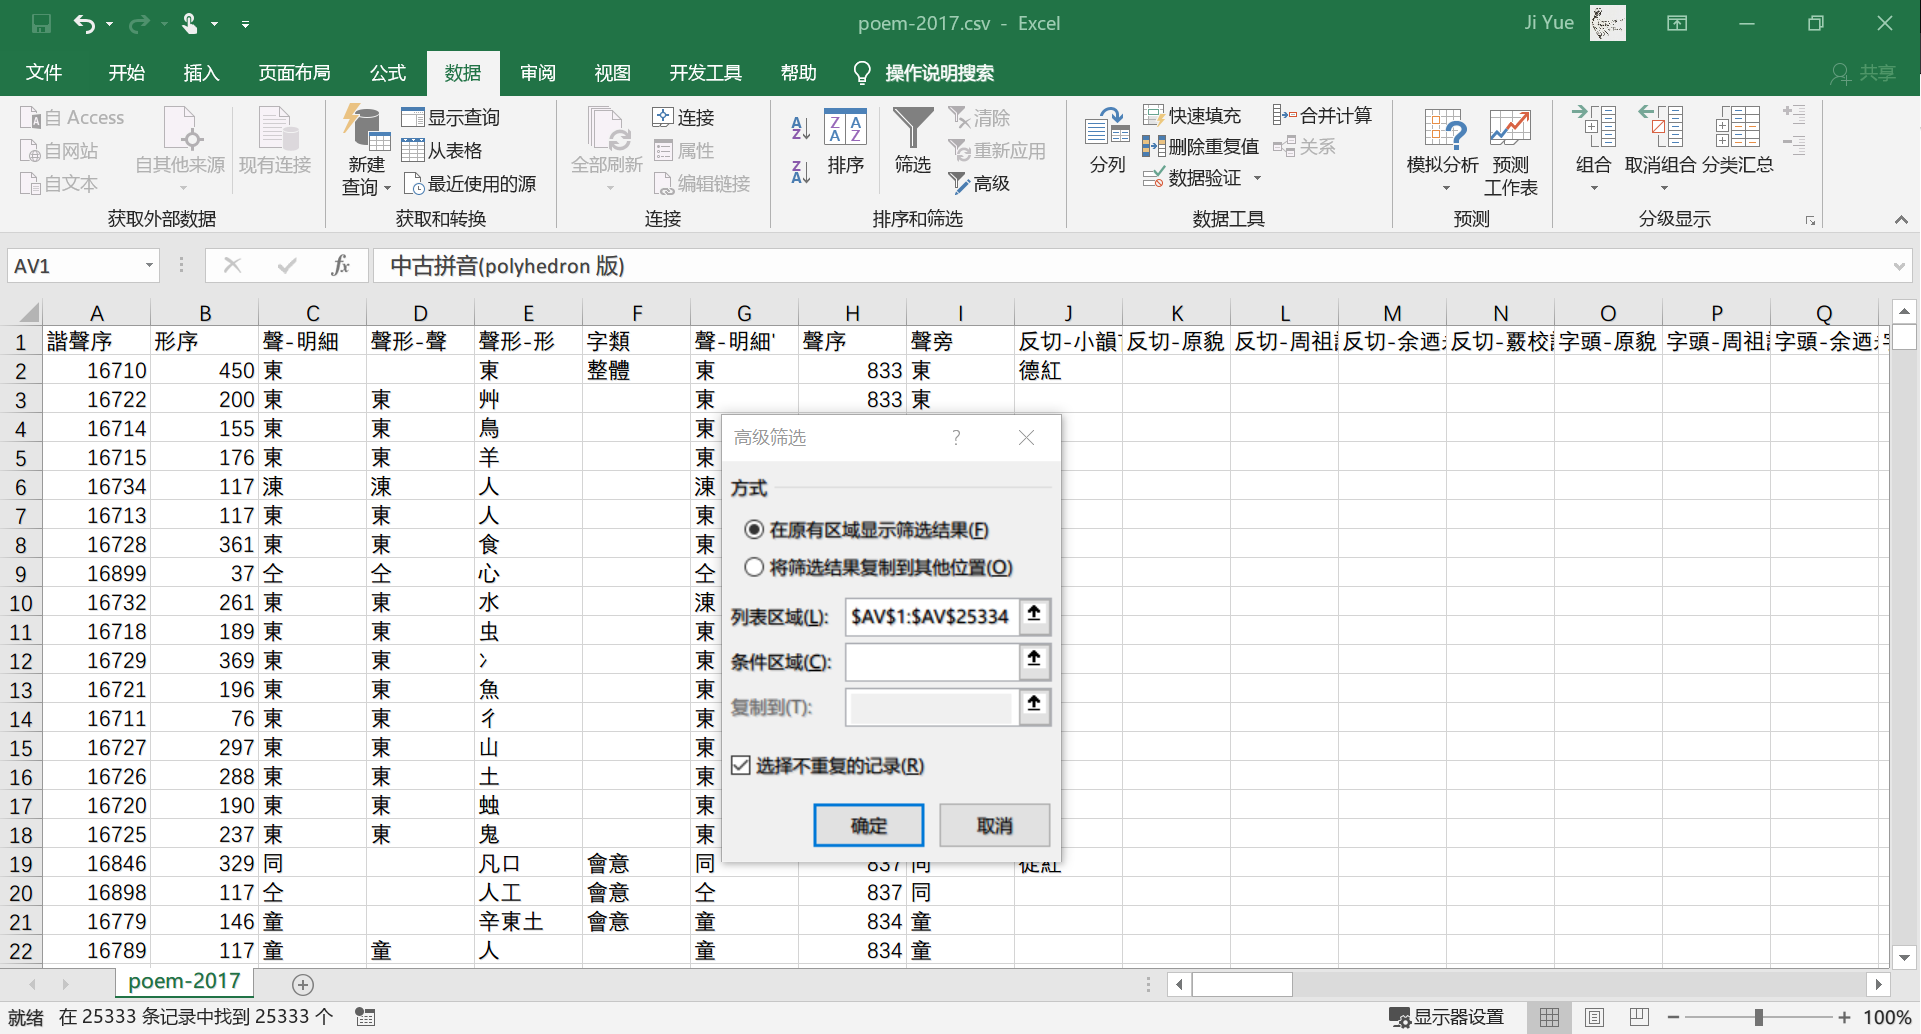 poem-2017.csv - Excel
Ji Yue
文件 开始 插入 页面布局 公式 数据 审阅 视图 开发工具 帮助 操作说明搜索 共享
自 Access
自网站
自文本
自其他来源
现有连接
获取外部数据
新建
查询
显示查询
从表格
最近使用的源
获取和转换
全部刷新
连接
属性
编辑链接
连接
排序
筛选
清除
重新应用
高级
排序和筛选
分列
快速填充
删除重复值
数据验证
合并计算
关系
数据工具
模拟分析
预测
工作表
预测
组合
取消组合
分类汇总
分级显示
AV1
fx
中古拼音(polyhedron 版)
A B C D E F G H I J K L M N O P Q
1 諧聲序 形序 聲-明細 聲形-聲 聲形-形 字類 聲-明細' 聲序 聲旁 反切-小韻 反切-原貌 反切-周祖 反切-余迺 反切-覈校 字頭-原貌 字頭-周祖 字頭-余迺
2 16710 450 東 東 整體 東 833 東 德紅
3 16722 200 東 東 艸 東 833 東
4 16714 155 東 東 鳥 東
5 16715 176 東 東 羊 東
6 16734 117 涷 涷 人 涷
7 16713 117 東 東 人 東
8 16728 361 東 東 食 東
9 16899 37 仝 仝 心 仝
10 16732 261 東 東 水 涷
11 16718 189 東 東 虫 東
12 16729 369 東 東 冫 東
13 16721 196 東 東 魚 東
14 16711 76 東 東 彳 東
15 16727 297 東 東 山 東
16 16726 288 東 東 土 東
17 16720 190 東 東 䖵 東
18 16725 237 東 東 鬼 東
19 16846 329 同 凡口 會意 同 837 同 徒紅
20 16898 117 仝 人工 會意 仝 837 同
21 16779 146 童 辛東土 會意 童 834 童
22 16789 117 童 童 人 童 834 童
高级筛选
方式
在原有区域显示筛选结果(F)
将筛选结果复制到其他位置(O)
列表区域(L): $AV$1:$AV$25334
条件区域(C):
复制到(T):
选择不重复的记录(R)
确定 取消
poem-2017
就绪 在 25333 条记录中找到 25333 个
显示器设置
100%